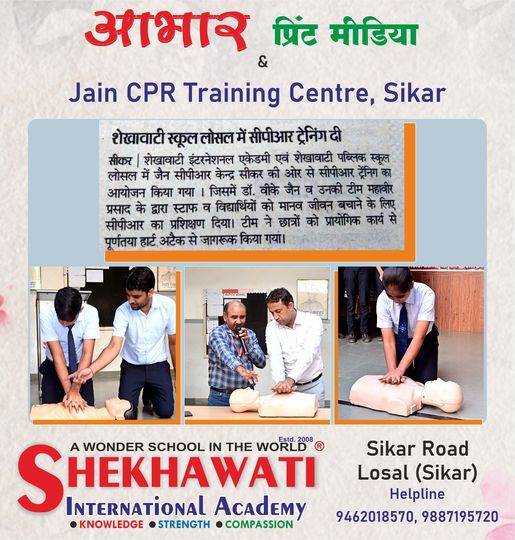 आभार प्रिंट मीडिया
&
Jain CPR Training Centre, Sikar
शेखावाटी स्कूल लोसल में सीपीआर ट्रेनिंग दी
सीकर | शेखावाटी इंटरनेशनल एकेडमी एवं शेखावाटी पब्लिक स्कूल
लोसल में जैन सीपीआर केन्द्र सीकर की ओर से सीपीआर ट्रेनिंग का
आयोजन किया गया । जिसमें डॉ. वीके जैन व उनकी टीम महावीर
प्रसाद के द्वारा स्टाफ व विद्यार्थियों को मानव जीवन बचाने के लिए
सीपीआर का प्रशिक्षण दिया। टीम ने छात्रों को प्रायोगिक कार्य से
पूर्णतया हार्ट अटैक से जागरूक किया गया।
A WONDER SCHOOL IN THE WORLD
Estd. 2008
SHEKHAWATI ®
INTERNATIONAL ACADEMY
• KNOWLEDGE • STRENGTH • COMPASSION
Sikar Road
Losal (Sikar)
Helpline
9462018570, 9887195720